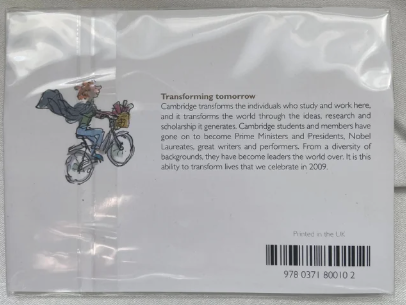 Transforming tomorrow
Cambridge transforms the individuals who study and work here,
and it transforms the world through the ideas, research and
scholarship it generates. Cambridge students and members have
gone on to become Prime Ministers and Presidents, Nobel
Laureates, great writers and performers. From a diversity of
backgrounds, they have become leaders the world over. It is this
ability to transform lives that we celebrate in 2009.
Printed in the UK
978 0371 80010 2